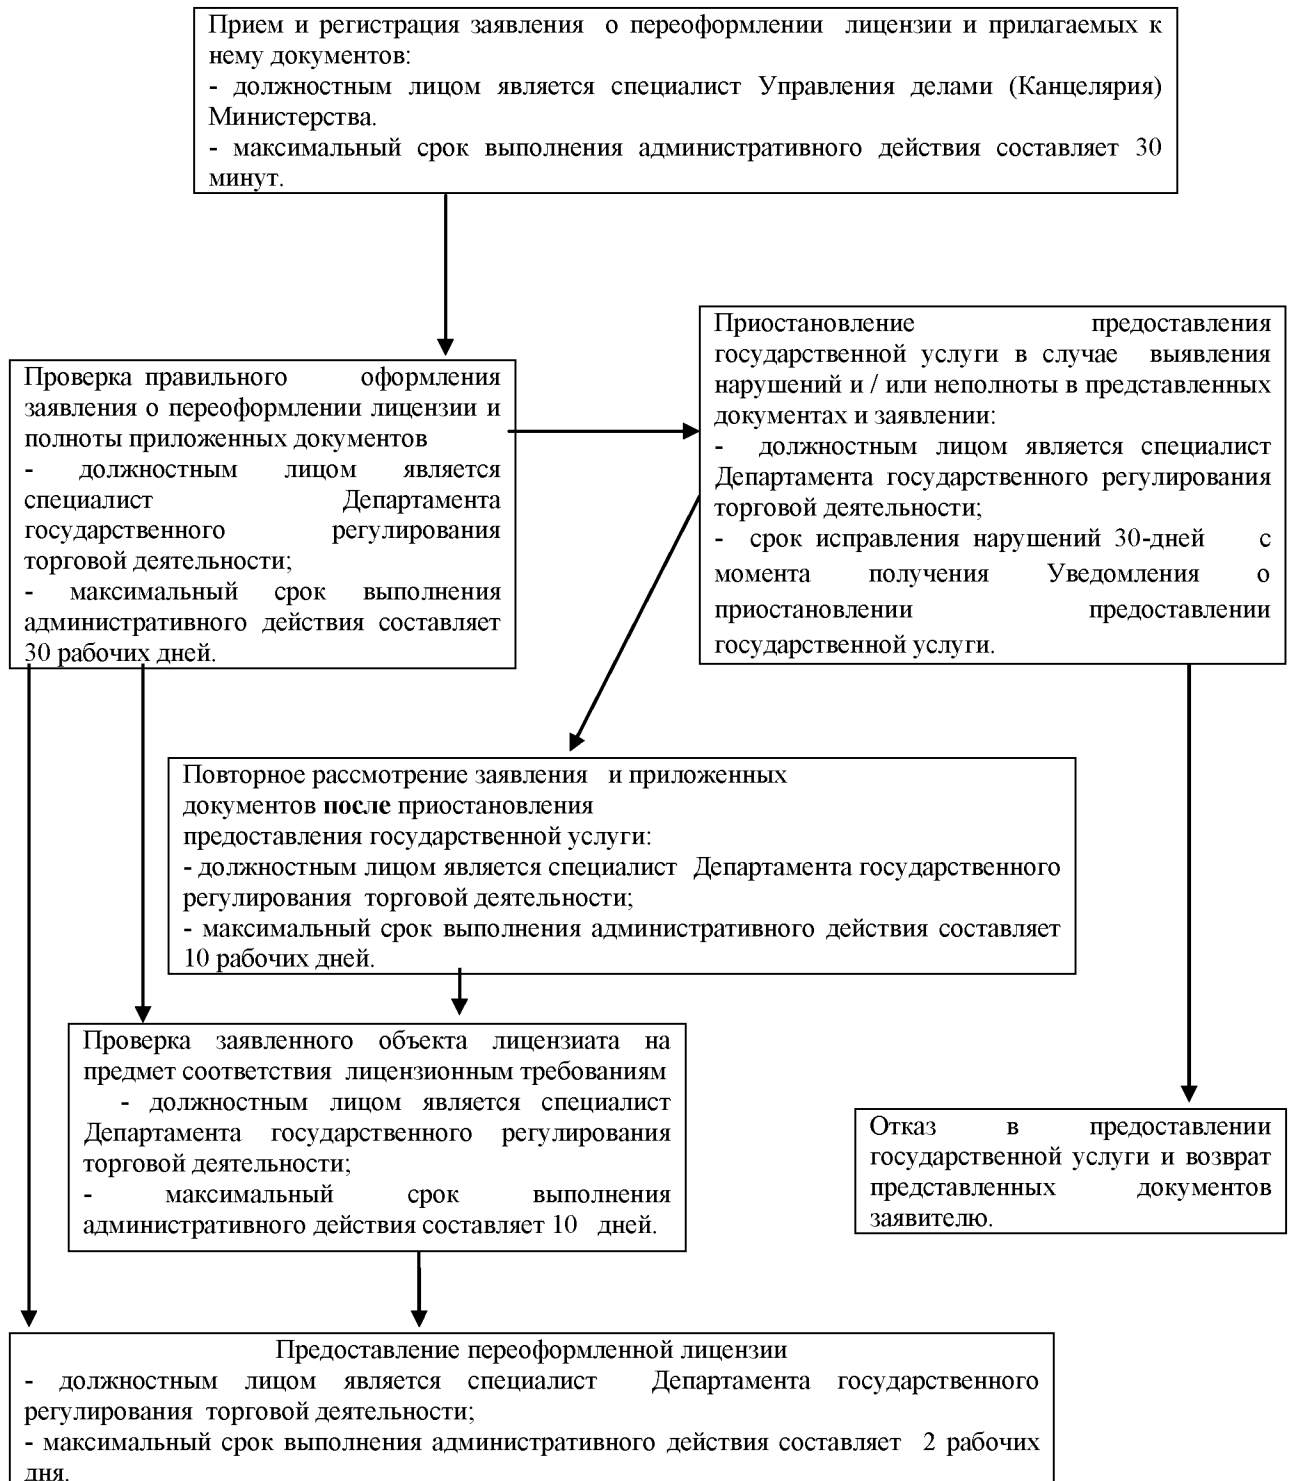 Прием и регистрация заявления о переоформлении лицензии и прилагаемых к
нему документов:
- должностным лицом является специалист Управления делами (Канцелярия)
Министерства.
- максимальный срок выполнения административного действия составляет 30
минут.
Проверка правильного оформления
заявления о переоформлении лицензии и
полноты приложенных документов
- должностным лицом является
специалист Департамента
государственного регулирования
торговой деятельности;
- максимальный срок выполнения
административного действия составляет
30 рабочих дней.
Приостановление предоставления
государственной услуги в случае выявления
нарушений и / или неполноты в представленных
документах и заявлении:
- должностным лицом является специалист
Департамента государственного регулирования
торговой деятельности;
- срок исправления нарушений 30-дней с
момента получения Уведомления о
приостановлении предоставлении
государственной услуги.
Повторное рассмотрение заявления и приложенных
документов после приостановления
предоставления государственной услуги:
- должностным лицом является специалист Департамента государственного
регулирования торговой деятельности;
- максимальный срок выполнения административного действия составляет
10 рабочих дней.
Проверка заявленного объекта лицензиата на
предмет соответствия лицензионным требованиям
- должностным лицом является специалист
Департамента государственного регулирования
торговой деятельности;
- максимальный срок выполнения
административного действия составляет 10 дней.
Отказ в предоставлении
государственной услуги и возврат
представленных документов
заявителю.
Предоставление переоформленной лицензии
- должностным лицом является специалист Департамента государственного
регулирования торговой деятельности;
- максимальный срок выполнения административного действия составляет 2 рабочих
дня.